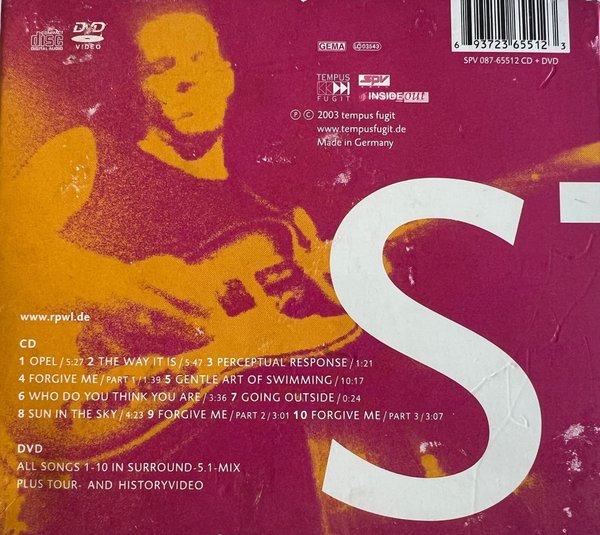 COMPACT
disc
DIGITAL AUDIO
DVD
VIDEO
GEMA
LC 03543
6 93723 65512 3
SPV 087-65512 CD + DVD
TEMPUS
FUGIT
SPV
INSIDEout
Ⓟ Ⓒ 2003 tempus fugit
www.tempusfugit.de
Made in Germany
ST
www.rpwl.de
CD
1 OPEL / 5:27 2 THE WAY IT IS / 5:47 3 PERCEPTUAL RESPONSE / 1:21
4 FORGIVE ME / PART 1 / 1:39 5 GENTLE ART OF SWIMMING / 10:17
6 WHO DO YOU THINK YOU ARE / 3:36 7 GOING OUTSIDE / 0:24
8 SUN IN THE SKY / 4:23 9 FORGIVE ME / PART 2 / 3:01 10 FORGIVE ME / PART 3 / 3:07
DVD
ALL SONGS 1-10 IN SURROUND-5.1-MIX
PLUS TOUR- AND HISTORYVIDEO